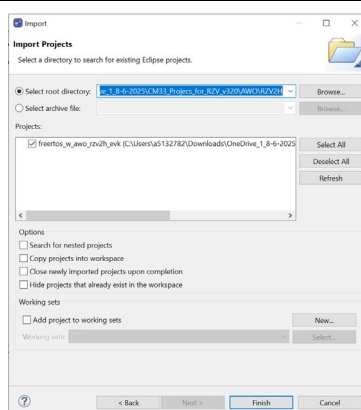 Import
Import Projects
Select a directory to search for existing Eclipse projects.
Select root directory: ve_1_8-6-2025\CM33_Projecs_for_RZV_v320\AWO\RZV2H Browse...
Select archive file: Browse...
Projects:
freertos_w_awo_rzv2h_evk (C:\Users\a5132782\Downloads\OneDrive_1_8-6-2025 Select All
Deselect All
Refresh
Options
Search for nested projects
Copy projects into workspace
Close newly imported projects upon completion
Hide projects that already exist in the workspace
Working sets
Add project to working sets New...
Working sets: Select...
? < Back Next > Finish Cancel